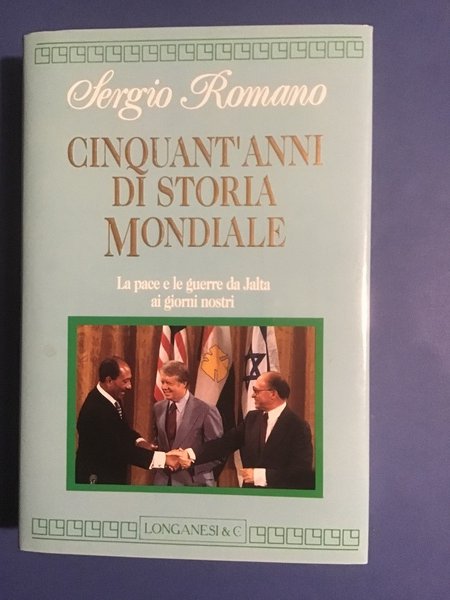 Sergio Romano
CINQUANT'ANNI
DI STORIA
MONDIALE
La pace e le guerre da Jalta
ai giorni nostri
LONGANESI & C.